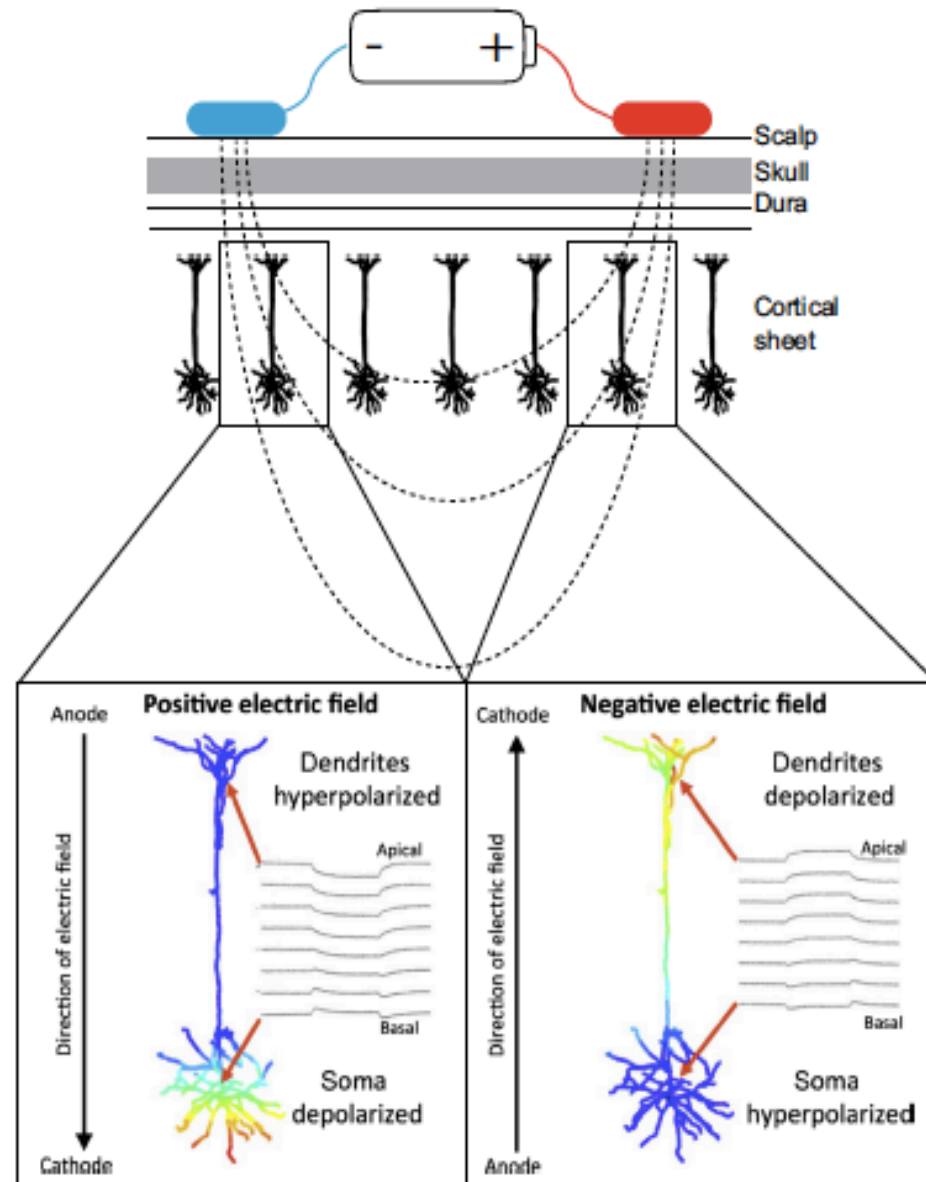 - +
Scalp
Skull
Dura
Cortical
sheet
Anode
Positive electric field
Dendrites
hyperpolarized
Apical
Direction of electric field
Basal
Soma
depolarized
Cathode
Cathode
Negative electric field
Dendrites
depolarized
Apical
Direction of electric field
Basal
Soma
hyperpolarized
Anode